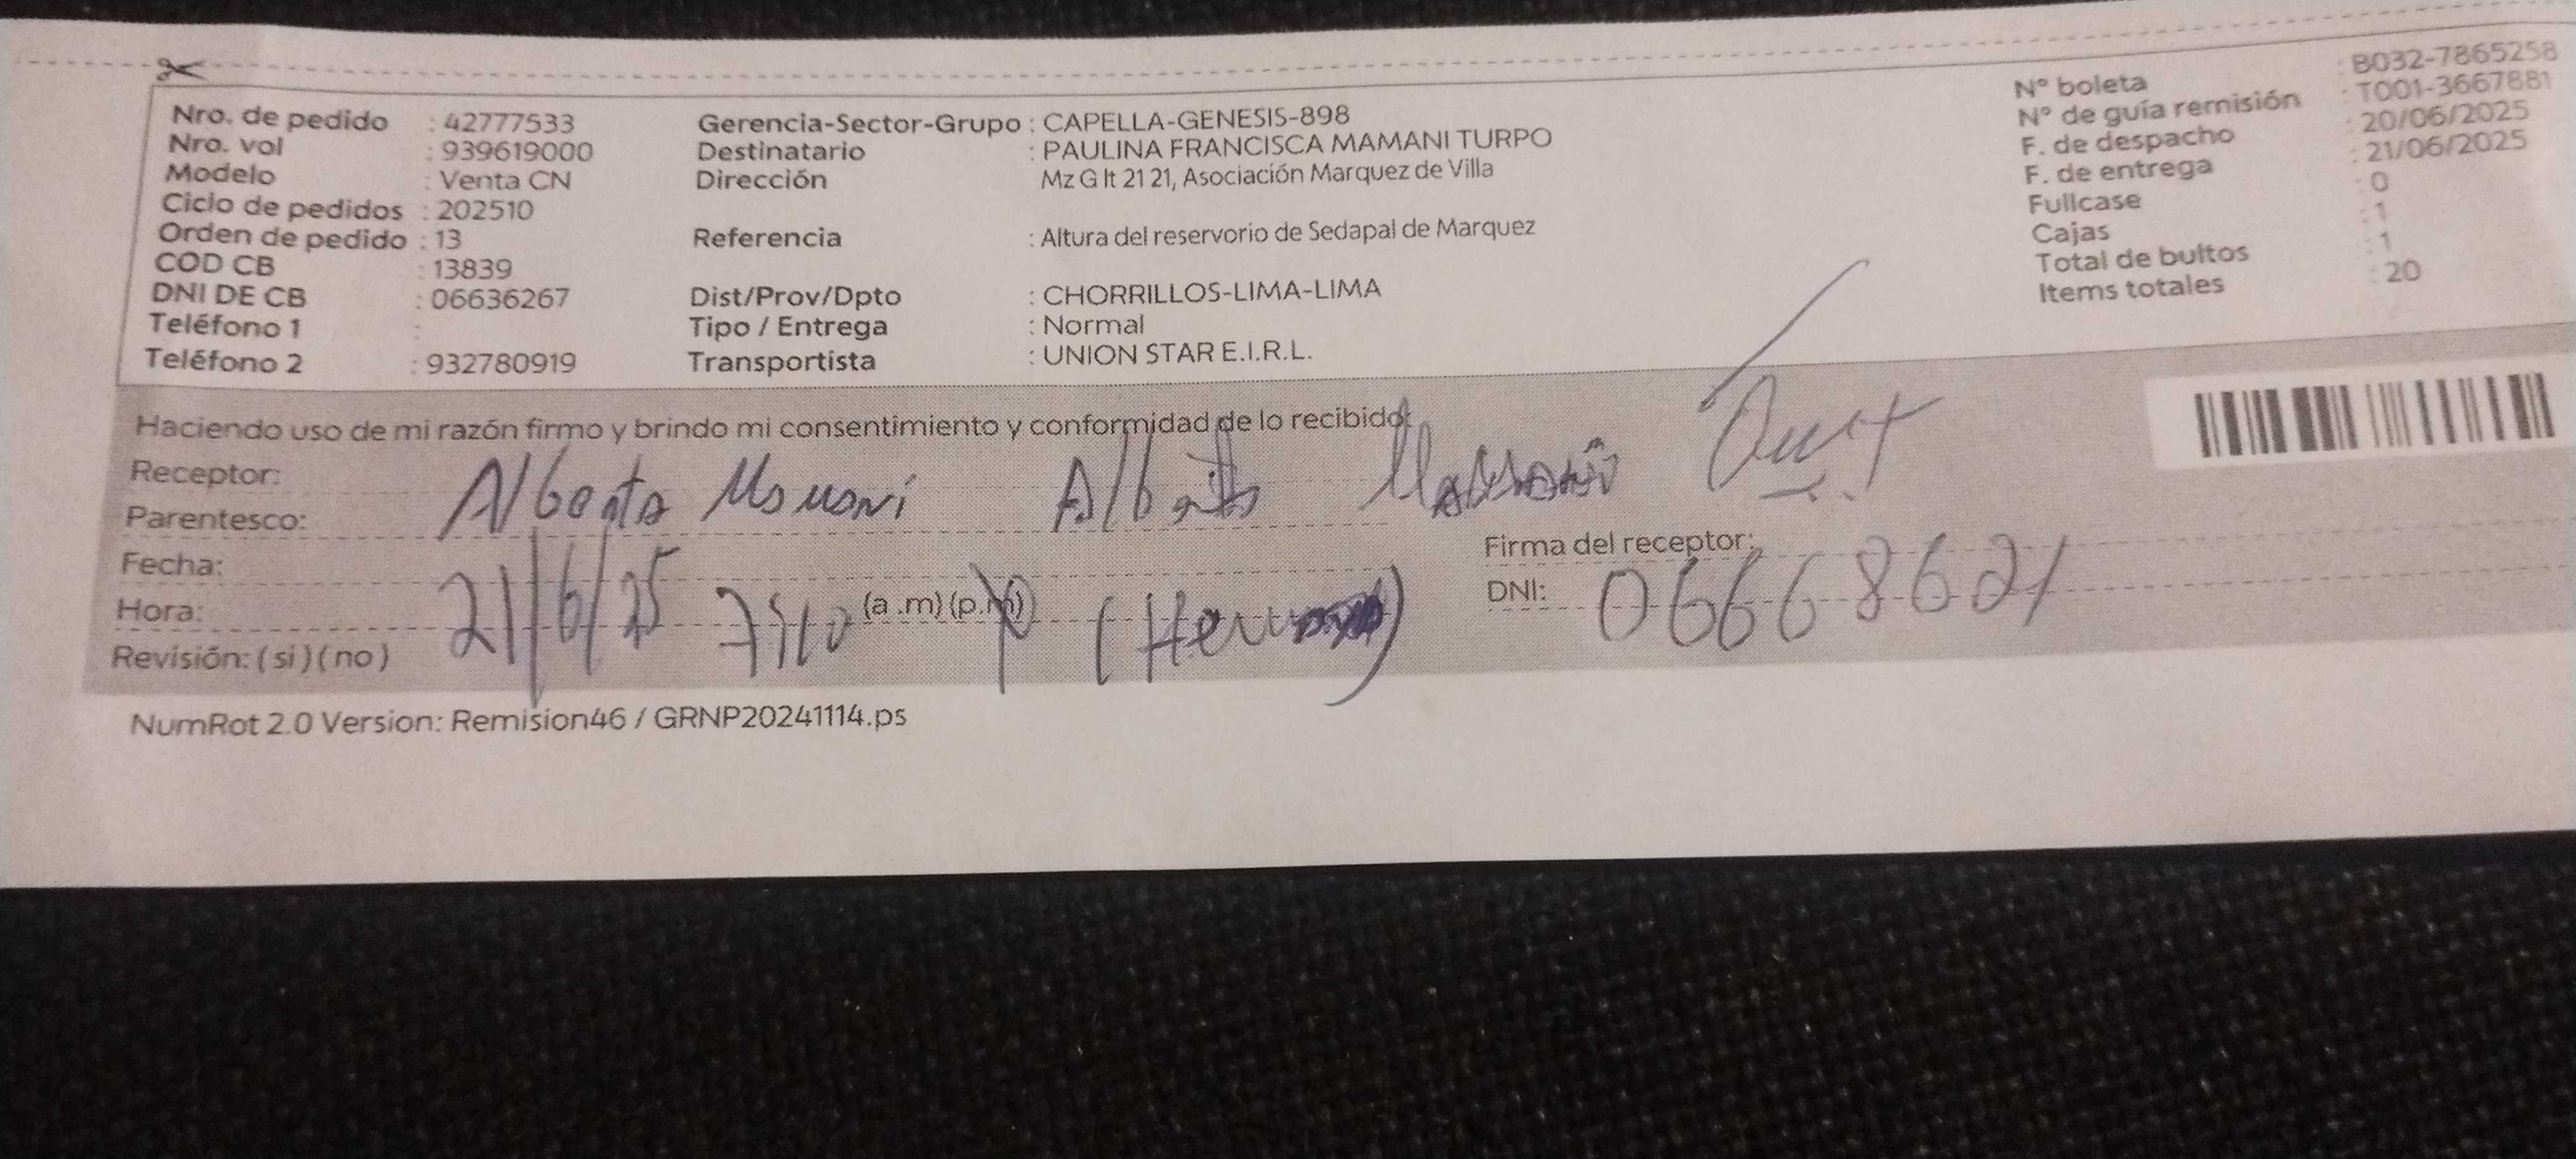 Nro. de pedido : 42777533
Nro. vol : 939619000
Modelo : Venta CN
Ciclo de pedidos : 202510
Orden de pedido : 13
COD CB : 13839
DNI DE CB : 06636267
Teléfono 1 :
Teléfono 2 : 932780919
Gerencia-Sector-Grupo : CAPELLA-GENESIS-898
Destinatario : PAULINA FRANCISCA MAMANI TURPO
Dirección Mz G lt 21 21, Asociación Marquez de Villa
Referencia : Altura del reservorio de Sedapal de Marquez
Dist/Prov/Dpto : CHORRILLOS-LIMA-LIMA
Tipo / Entrega : Normal
Transportista : UNION STAR E.I.R.L.
N° boleta : B032-7865258
N° de guía remisión : T001-3667881
F. de despacho : 20/06/2025
F. de entrega : 21/06/2025
Fullcase : 0
Cajas : 1
Total de bultos : 1
Items totales : 20
Haciendo uso de mi razón firmo y brindo mi consentimiento y conformidad de lo recibido:
Receptor:
Parentesco: Alberto Mamani Alberto Mamani
Fecha:
Hora: 21/6/25 7:10 (a .m) (p.m)
Revisión: ( si ) ( no )
Firma del receptor:
DNI: 06668621
NumRot 2.0 Version: Remision46 / GRNP20241114.ps